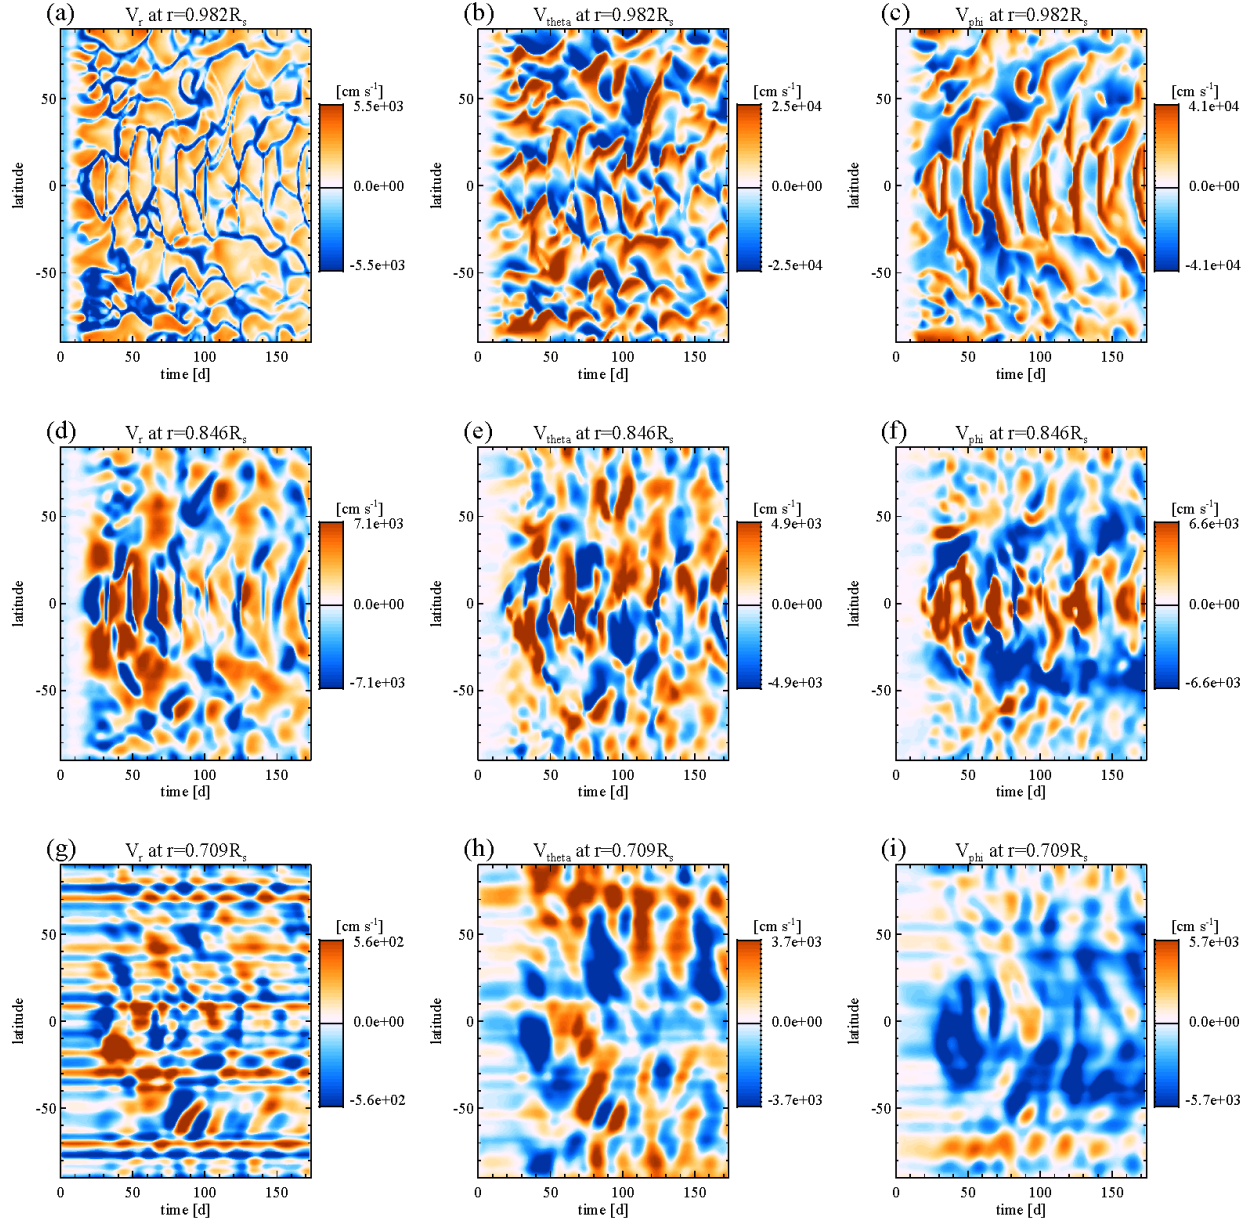 (a) V_r at r=0.982R_s
[cm s^-1]
5.5e+03
0.0e+00
-5.5e+03
latitude
50
0
-50
0 50 100 150
time [d]
(b) V_theta at r=0.982R_s
[cm s^-1]
2.5e+04
0.0e+00
-2.5e+04
latitude
50
0
-50
0 50 100 150
time [d]
(c) V_phi at r=0.982R_s
[cm s^-1]
4.1e+04
0.0e+00
-4.1e+04
latitude
50
0
-50
0 50 100 150
time [d]
(d) V_r at r=0.846R_s
[cm s^-1]
7.1e+03
0.0e+00
-7.1e+03
latitude
50
0
-50
0 50 100 150
time [d]
(e) V_theta at r=0.846R_s
[cm s^-1]
4.9e+03
0.0e+00
-4.9e+03
latitude
50
0
-50
0 50 100 150
time [d]
(f) V_phi at r=0.846R_s
[cm s^-1]
6.6e+03
0.0e+00
-6.6e+03
latitude
50
0
-50
0 50 100 150
time [d]
(g) V_r at r=0.709R_s
[cm s^-1]
5.6e+02
0.0e+00
-5.6e+02
latitude
50
0
-50
0 50 100 150
time [d]
(h) V_theta at r=0.709R_s
[cm s^-1]
3.7e+03
0.0e+00
-3.7e+03
latitude
50
0
-50
0 50 100 150
time [d]
(i) V_phi at r=0.709R_s
[cm s^-1]
5.7e+03
0.0e+00
-5.7e+03
latitude
50
0
-50
0 50 100 150
time [d]